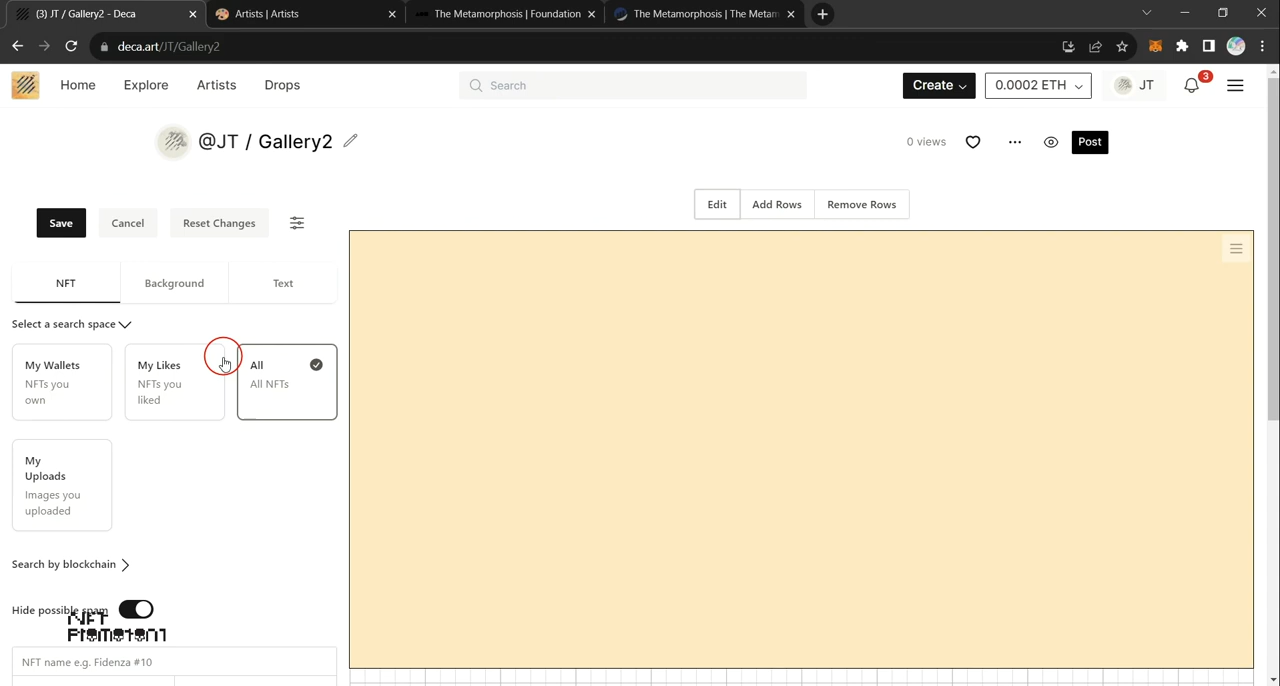 (3) JT / Gallery2 - Deca
Artists | Artists
The Metamorphosis | Foundation
The Metamorphosis | The Metam
deca.art/JT/Gallery2
Home
Explore
Artists
Drops
Search
Create
0.0002 ETH
JT
3
@JT / Gallery2
0 views
Post
Save
Cancel
Reset Changes
Edit
Add Rows
Remove Rows
NFT
Background
Text
Select a search space
My Wallets
NFTs you
own
My Likes
NFTs you
liked
All
All NFTs
My
Uploads
Images you
uploaded
Search by blockchain
Hide possible spam
NFT
NFT name e.g. Fidenza #10